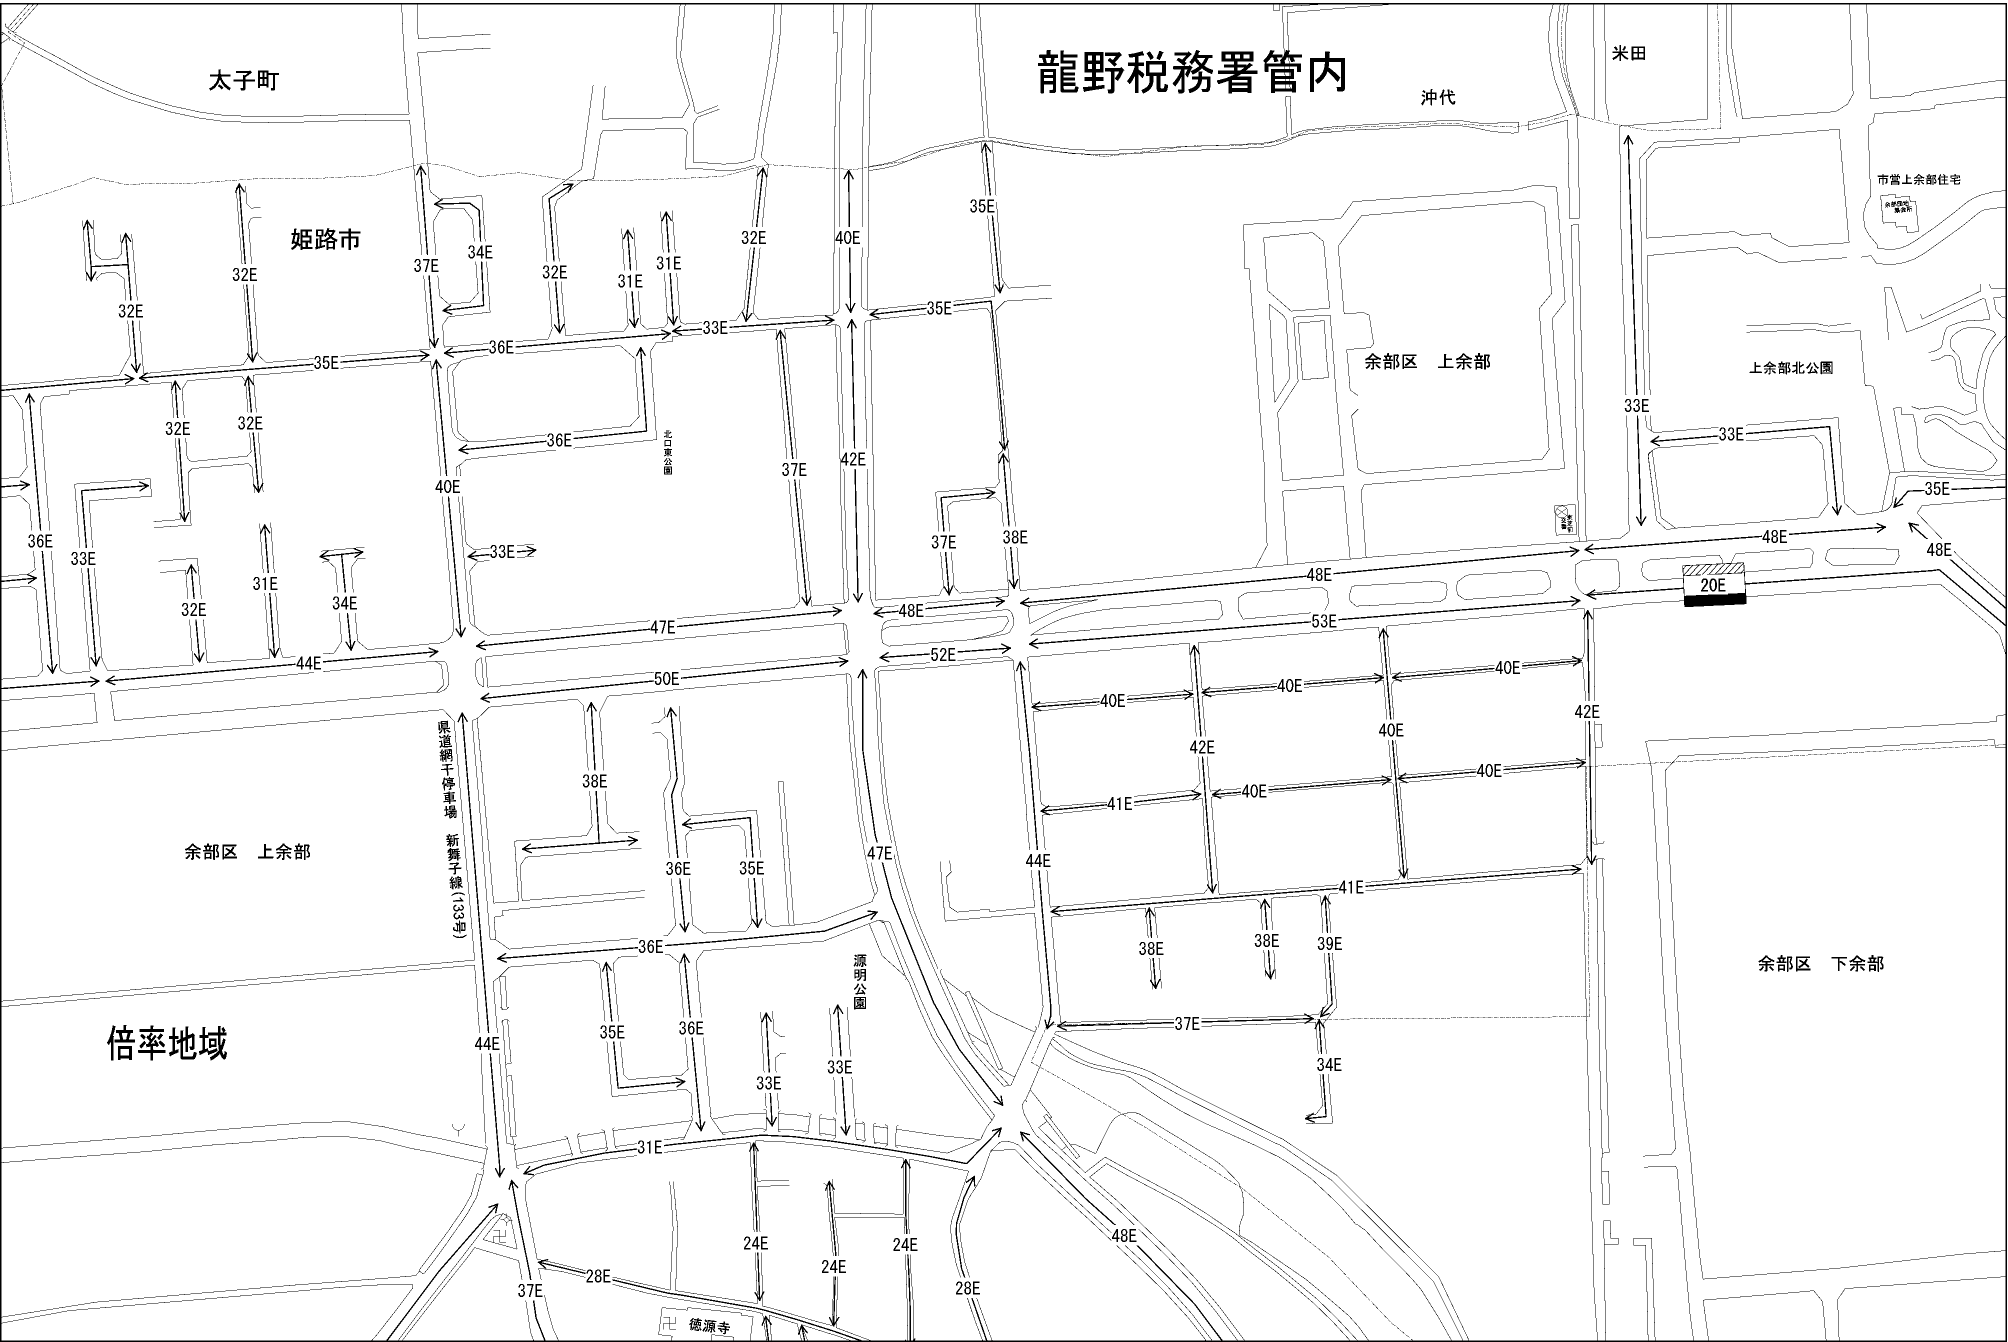 太子町
龍野税務署管内
米田
沖代
市営上余部住宅
余部団地
集会所
姫路市
35E
32E
40E
34E
37E
32E
32E
31E
31E
32E
35E
33E
36E
35E
余部区　上余部
上余部北公園
33E
33E
32E
32E
36E
北口東公園
37E
42E
40E
35E
36E
33E
33E
37E
38E
48E
48E
32E
31E
34E
48E
20E
47E
48E
53E
44E
52E
50E
40E
40E
40E
42E
40E
42E
県道網干停車場　新舞子線(133号)
38E
40E
40E
41E
余部区　上余部
36E
35E
47E
44E
41E
36E
38E
38E
39E
余部区　下余部
源明公園
倍率地域
44E
35E
36E
33E
33E
37E
34E
31E
24E
24E
24E
48E
37E
28E
28E
徳源寺